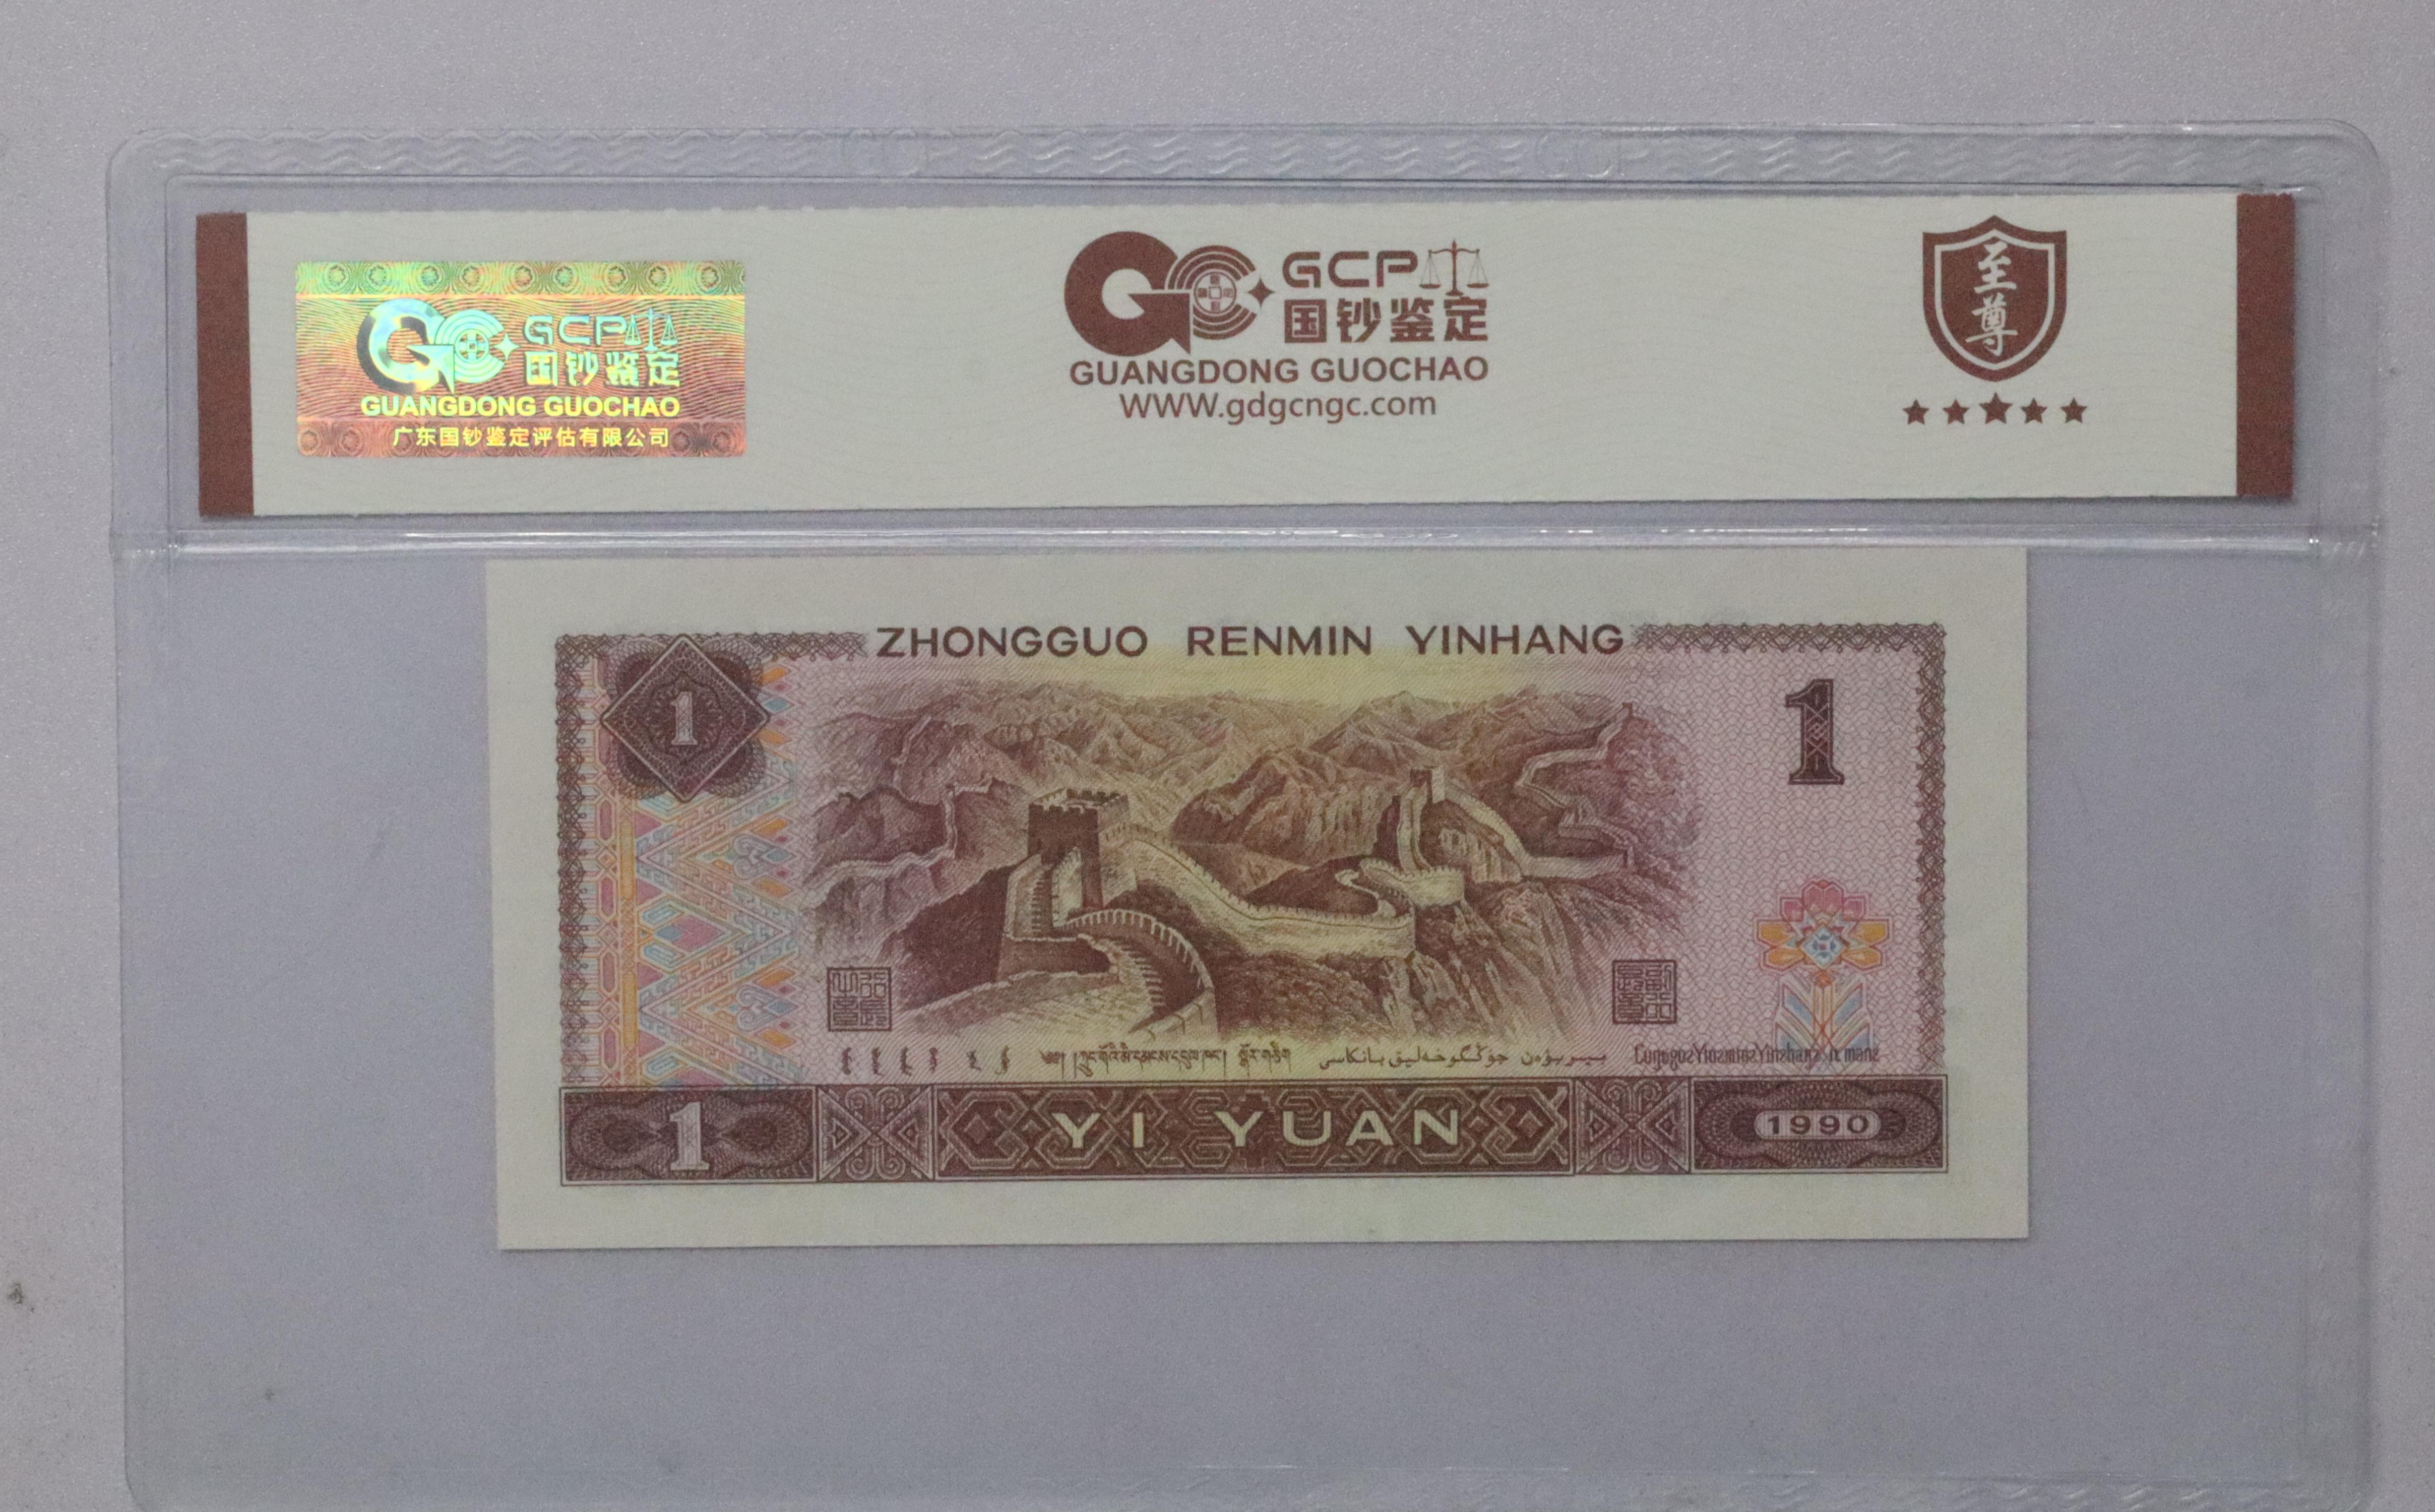 GCP
国钞鉴定
GUANGDONG GUOCHAO
广东国钞鉴定评估有限公司
GCP
国钞鉴定
GUANGDONG GUOCHAO
WWW.gdgcngc.com
至尊
ZHONGGUO RENMIN YINHANG
1
1
1
YI YUAN
1990